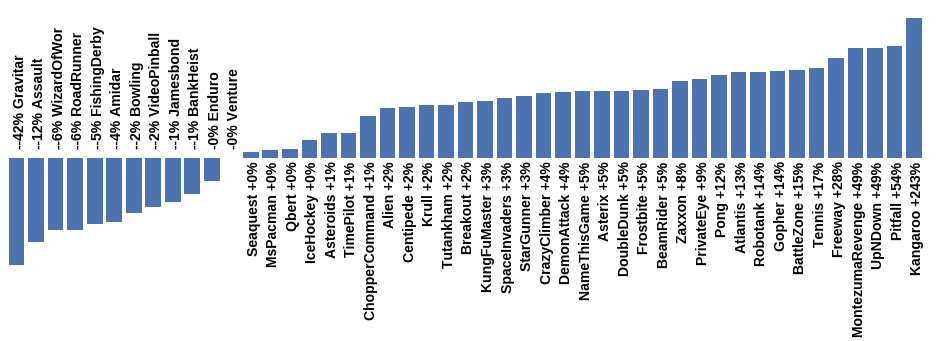 --42% Gravitar
--12% Assault
--6% WizardOfWor
--6% RoadRunner
--5% FishingDerby
--4% Amidar
--2% Bowling
--2% VideoPinball
--1% Jamesbond
--1% BankHeist
-0% Enduro
-0% Venture
Seaquest +0%
MsPacman +0%
Qbert +0%
IceHockey +0%
Asteroids +1%
TimePilot +1%
ChopperCommand +1%
Alien +2%
Centipede +2%
Krull +2%
Tutankham +2%
Breakout +2%
KungFuMaster +3%
SpaceInvaders +3%
StarGunner +3%
CrazyClimber +4%
DemonAttack +4%
NameThisGame +5%
Asterix +5%
DoubleDunk +5%
Frostbite +5%
BeamRider +5%
Zaxxon +8%
PrivateEye +9%
Pong +12%
Atlantis +13%
Robotank +14%
Gopher +14%
BattleZone +15%
Tennis +17%
Freeway +28%
MontezumaRevenge +49%
UpNDown +49%
Pitfall +54%
Kangaroo +243%